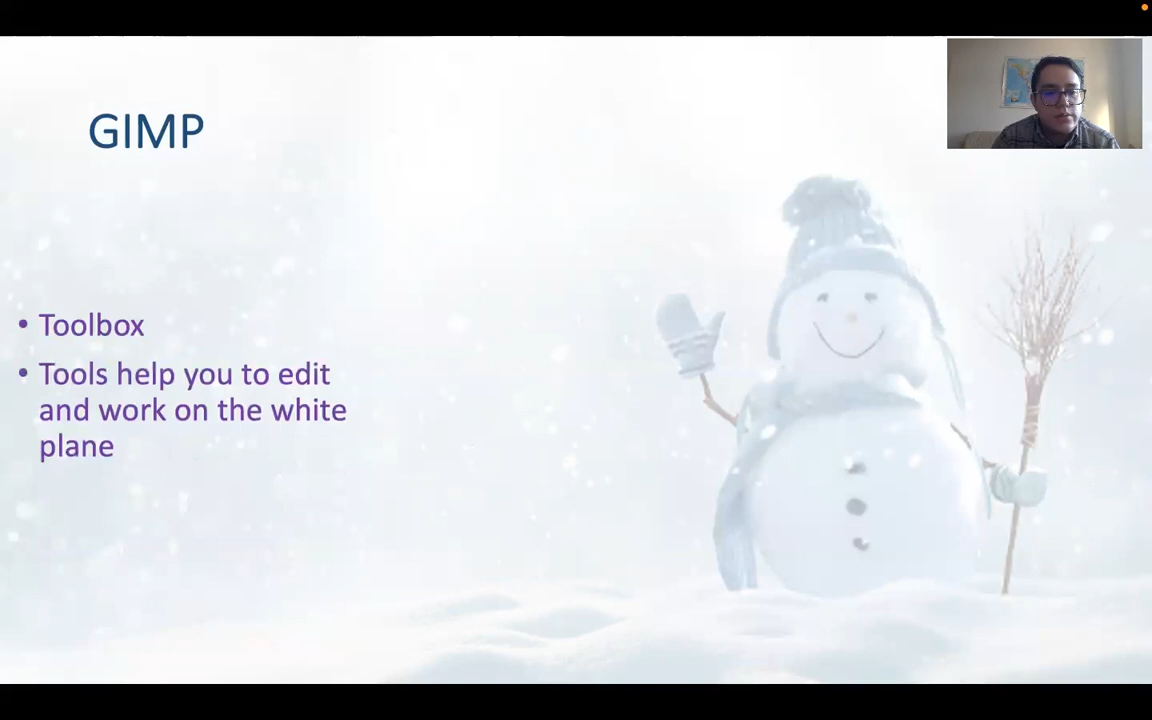 GIMP
• Toolbox
• Tools help you to edit
and work on the white
plane